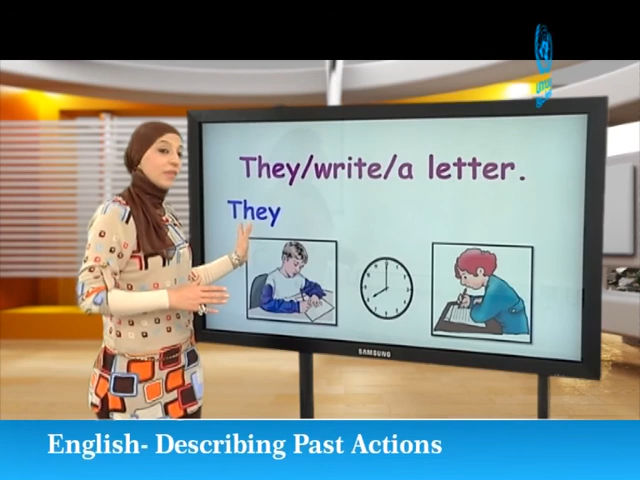 They/write/a letter.
They
SAMSUNG
English- Describing Past Actions